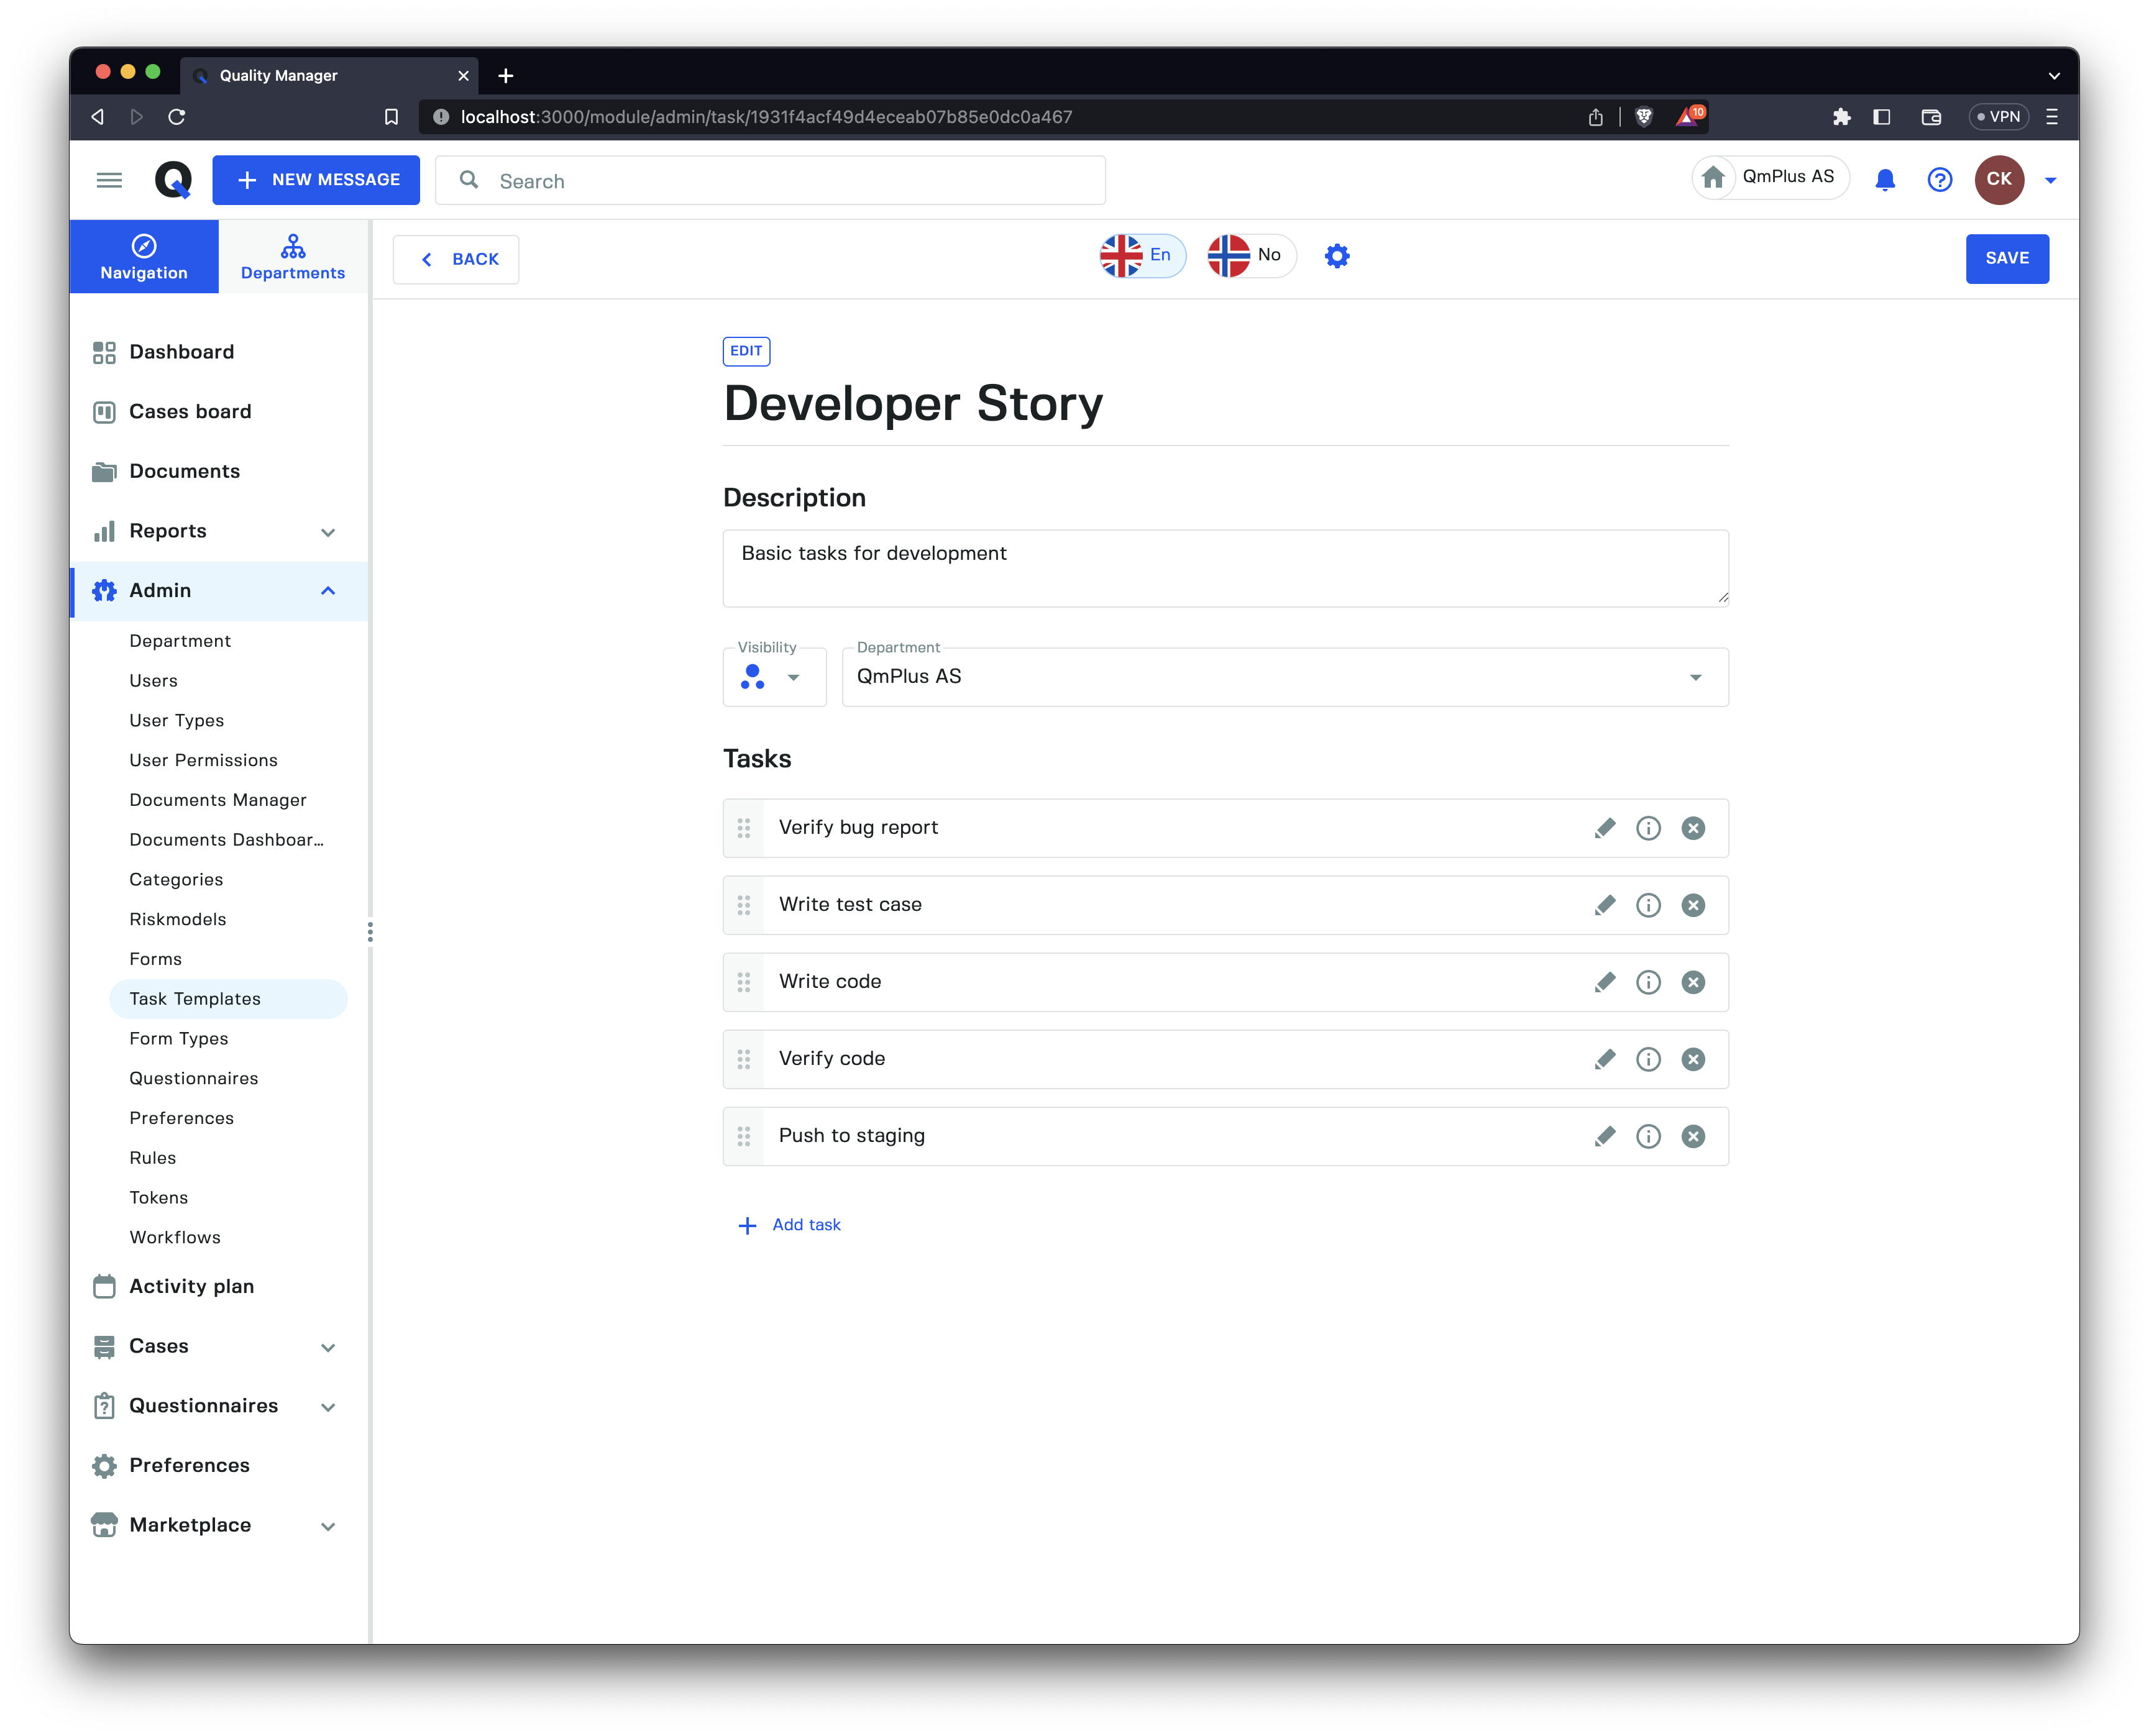 Quality Manager
localhost:3000/module/admin/task/1931f4acf49d4eceab07b85e0dc0a467
10
VPN
NEW MESSAGE
Search
QmPlus AS
CK
Navigation
Departments
BACK
En
No
SAVE
Dashboard
Cases board
Documents
Reports
Admin
Department
Users
User Types
User Permissions
Documents Manager
Documents Dashboar...
Categories
Riskmodels
Forms
Task Templates
Form Types
Questionnaires
Preferences
Rules
Tokens
Workflows
Activity plan
Cases
Questionnaires
Preferences
Marketplace
EDIT
Developer Story
Description
Basic tasks for development
Visibility
Department
QmPlus AS
Tasks
Verify bug report
Write test case
Write code
Verify code
Push to staging
Add task